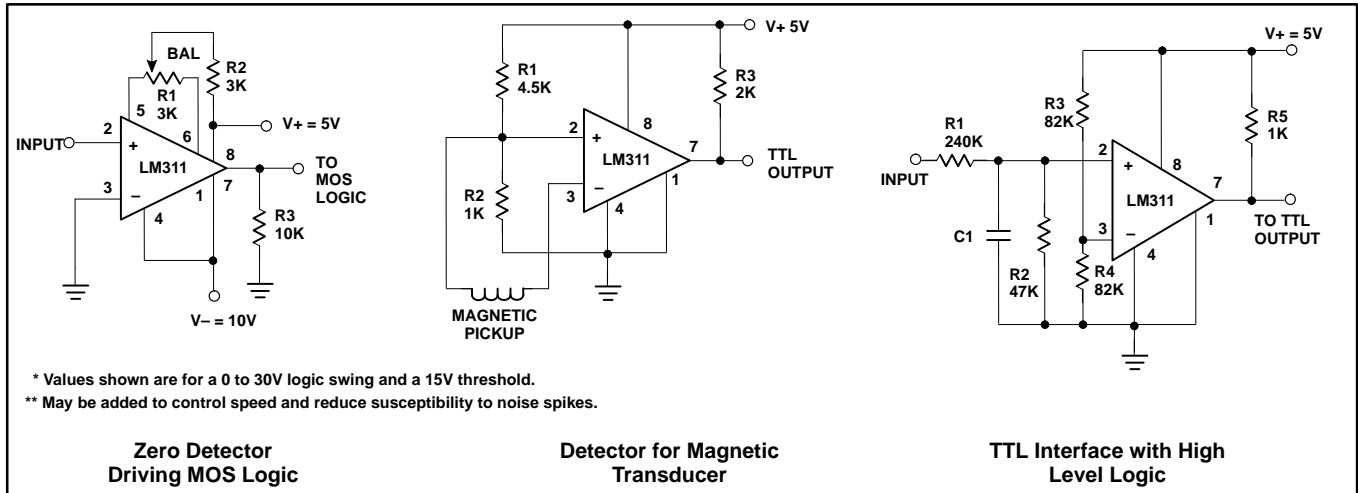 BAL
R2
3K
5
R1
3K
6
V+ = 5V
INPUT
2
+
8
LM311
TO
MOS
LOGIC
7
3
–
1
4
R3
10K
V– = 10V
V+ 5V
R1
4.5K
R3
2K
2
+
8
LM311
7
TTL
OUTPUT
R2
1K
3
–
1
4
MAGNETIC
PICKUP
V+ = 5V
R3
82K
R5
1K
R1
240K
INPUT
2
+
8
7
LM311
TO TTL
OUTPUT
C1
3
–
1
4
R2
47K
R4
82K
* Values shown are for a 0 to 30V logic swing and a 15V threshold.
** May be added to control speed and reduce susceptibility to noise spikes.
Zero Detector
Driving MOS Logic
Detector for Magnetic
Transducer
TTL Interface with High
Level Logic